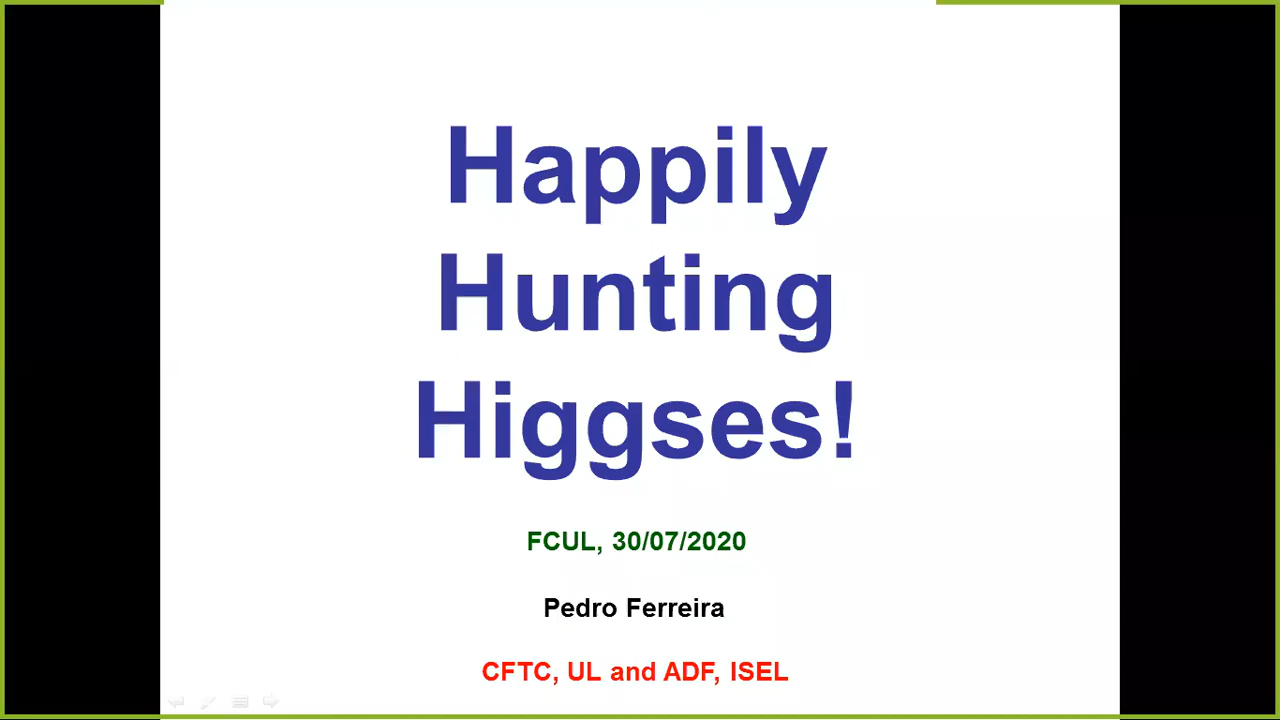 Happily
Hunting
Higgses!
FCUL, 30/07/2020
Pedro Ferreira
CFTC, UL and ADF, ISEL